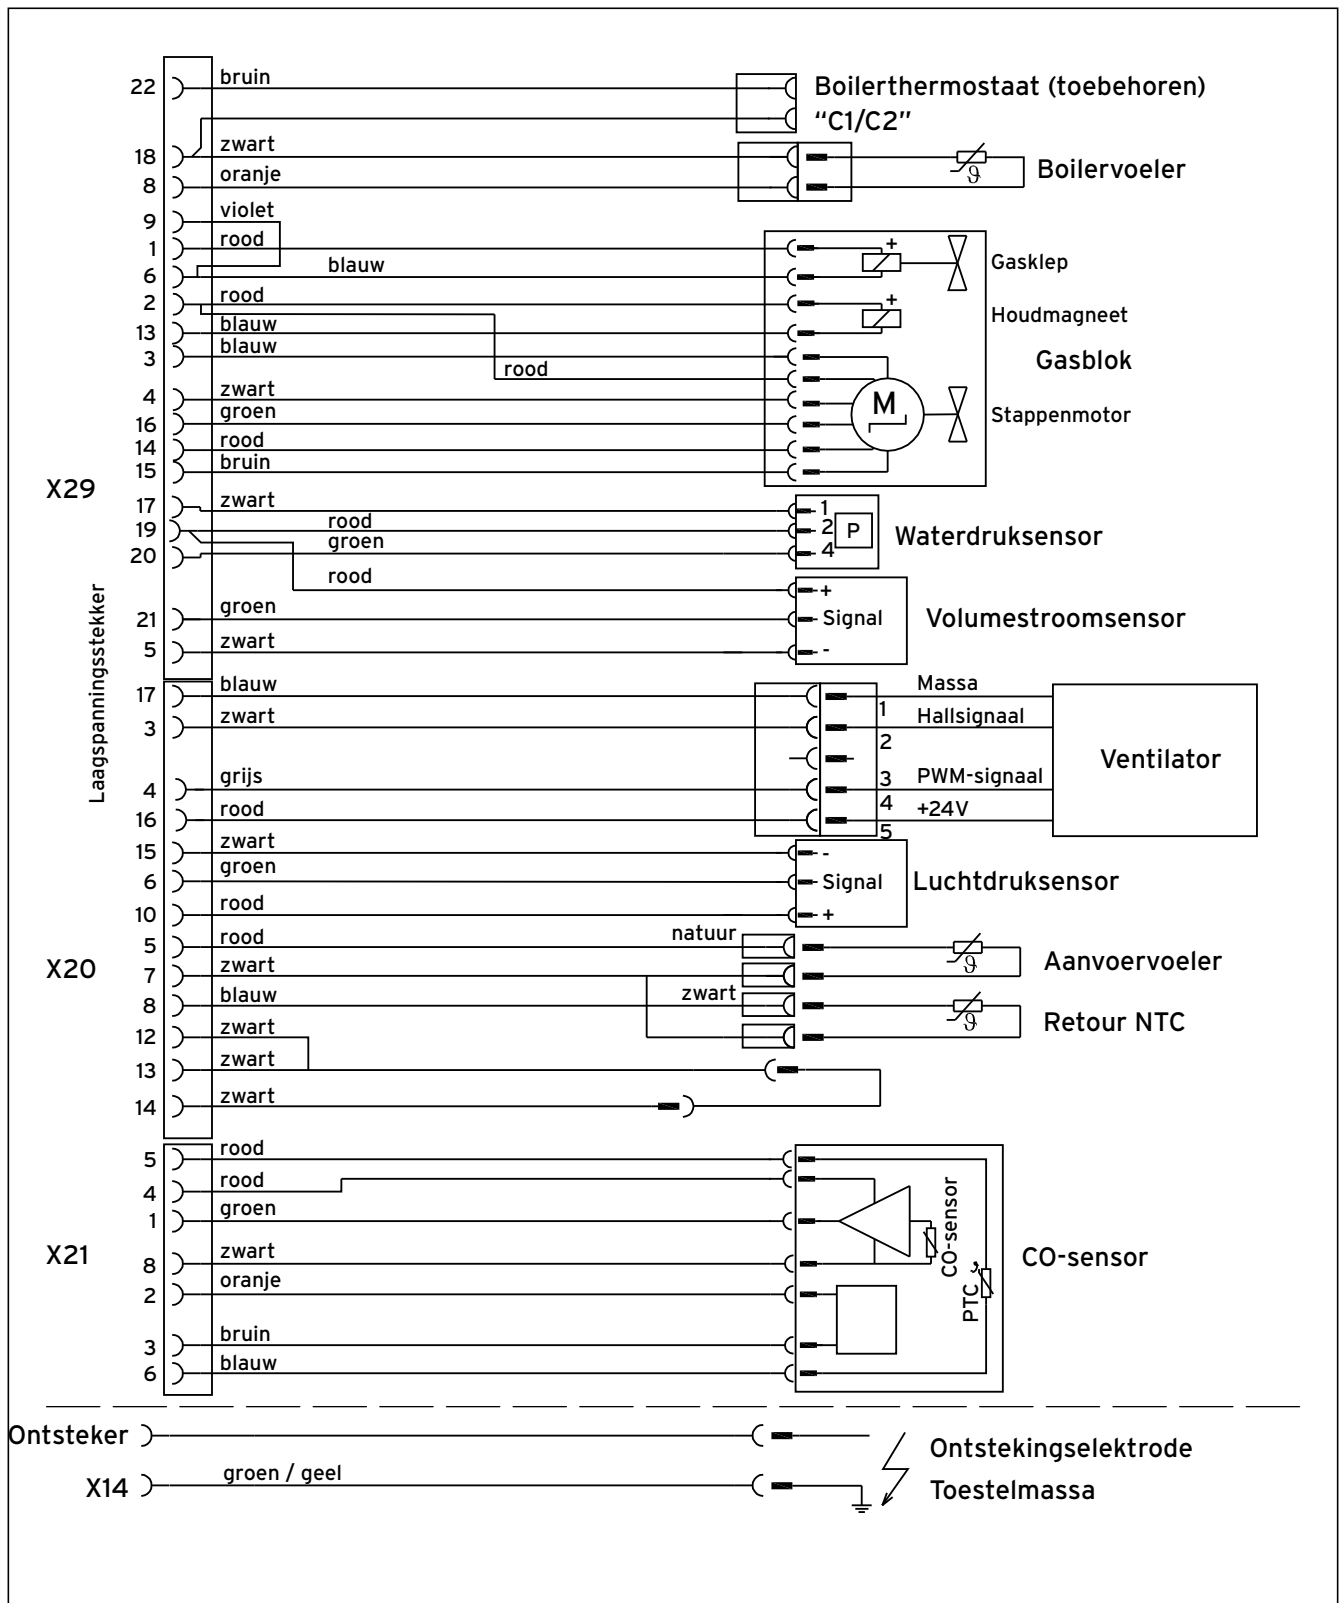 22 bruin Boilerthermostaat (toebehoren)
“C1/C2”
18 zwart
8 oranje Boilervoeler
ϑ
9 violet
1 rood +
6 blauw Gasklep
2 rood +
13 blauw Houdmagneet
3 blauw Gasblok
rood
4 zwart M
16 groen Stappenmotor
14 rood
15 bruin
X29
17 zwart 1
19 rood 2 P Waterdruksensor
20 groen 4
rood +
21 groen Signal Volumestroomsensor
5 zwart -
Laagspanningsstekker
17 blauw Massa
1
3 zwart Hallsignaal
2
Ventilator
4 grijs 3 PWM-signaal
16 rood 4 +24V
5
15 zwart -
6 groen Signal Luchtdruksensor
10 rood +
X20
5 rood natuur
ϑ
7 zwart Aanvoervoeler
8 blauw zwart
ϑ
Retour NTC
12 zwart
13 zwart
14 zwart
5 rood
4 rood
1 groen
X21
8 zwart CO-sensor
CO-sensor
2 oranje PTC
3 bruin
6 blauw
Ontsteker Ontstekingselektrode
X14 groen / geel Toestelmassa